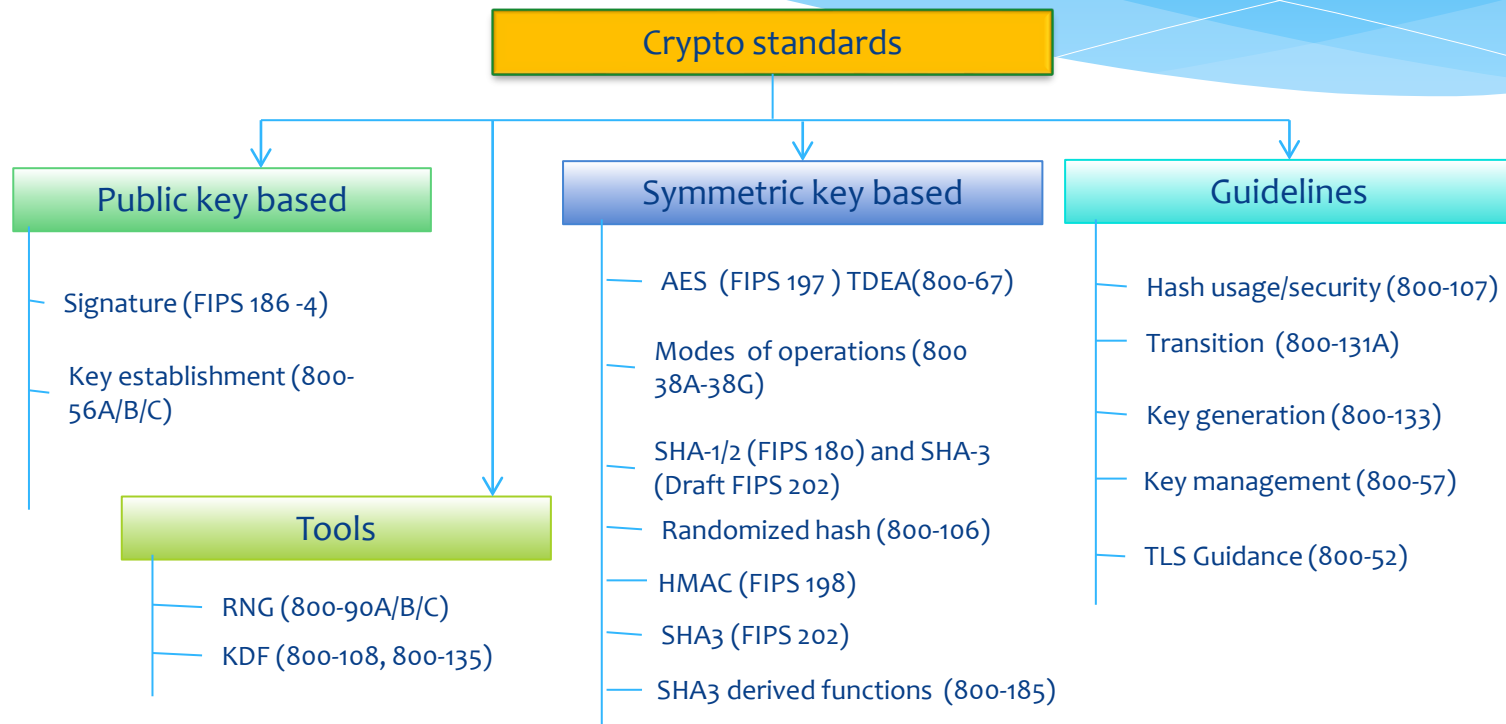 Crypto standards
Public key based
Signature (FIPS 186 -4)
Key establishment (800-
56A/B/C)
Tools
RNG (800-90A/B/C)
KDF (800-108, 800-135)
Symmetric key based
AES (FIPS 197 ) TDEA(800-67)
Modes of operations (800
38A-38G)
SHA-1/2 (FIPS 180) and SHA-3
(Draft FIPS 202)
Randomized hash (800-106)
HMAC (FIPS 198)
SHA3 (FIPS 202)
SHA3 derived functions (800-185)
Guidelines
Hash usage/security (800-107)
Transition (800-131A)
Key generation (800-133)
Key management (800-57)
TLS Guidance (800-52)